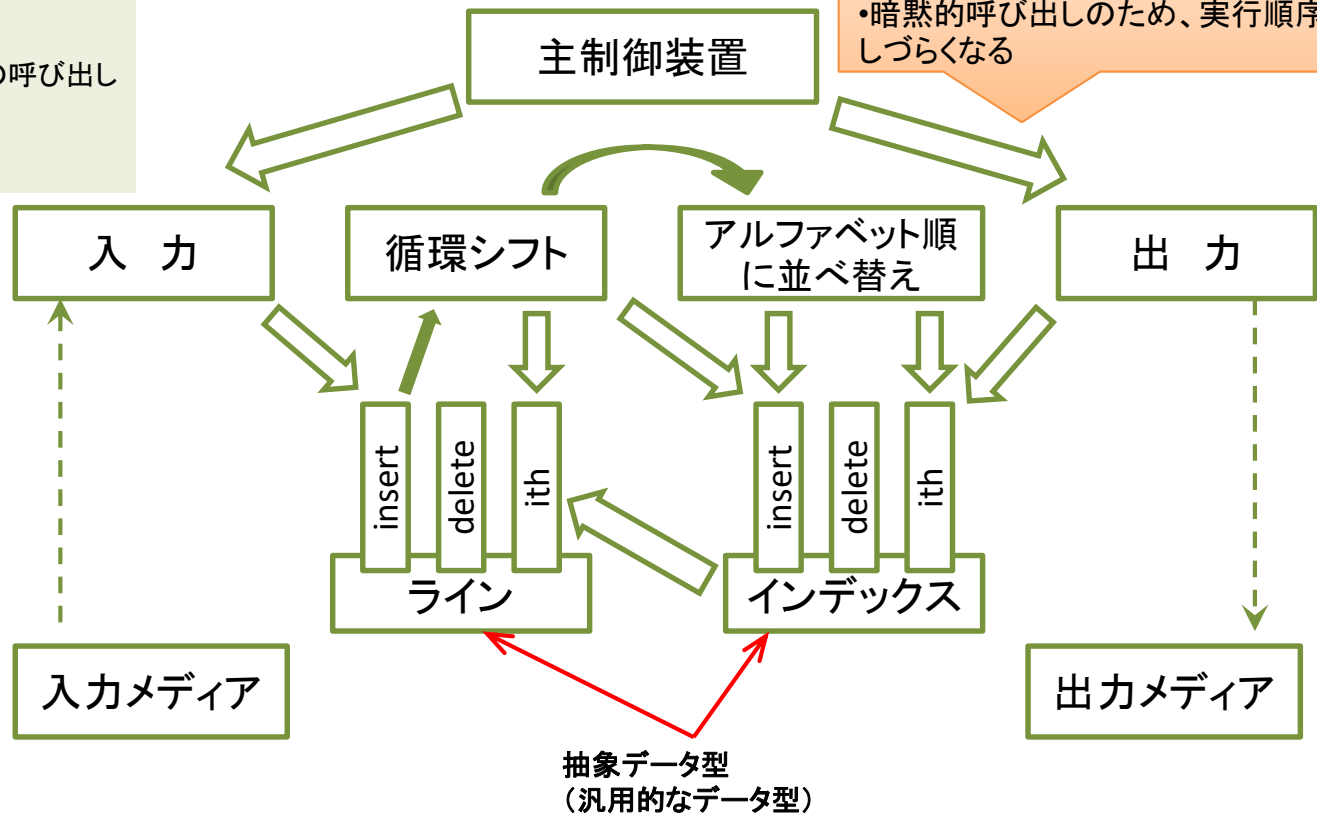 の呼び出し
•暗黙的呼び出しのため、実行順序
しづらくなる
主制御装置
入 力
循環シフト
アルファベット順
に並べ替え
出 力
insert
delete
ith
insert
delete
ith
ライン
インデックス
入力メディア
出力メディア
抽象データ型
（汎用的なデータ型）